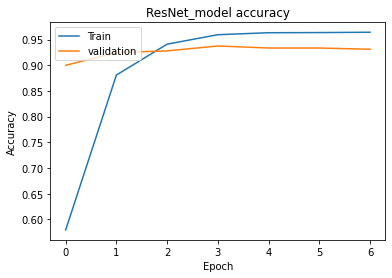 ResNet_model accuracy
Train
validation
Accuracy
0.95
0.90
0.85
0.80
0.75
0.70
0.65
0.60
0 1 2 3 4 5 6
Epoch